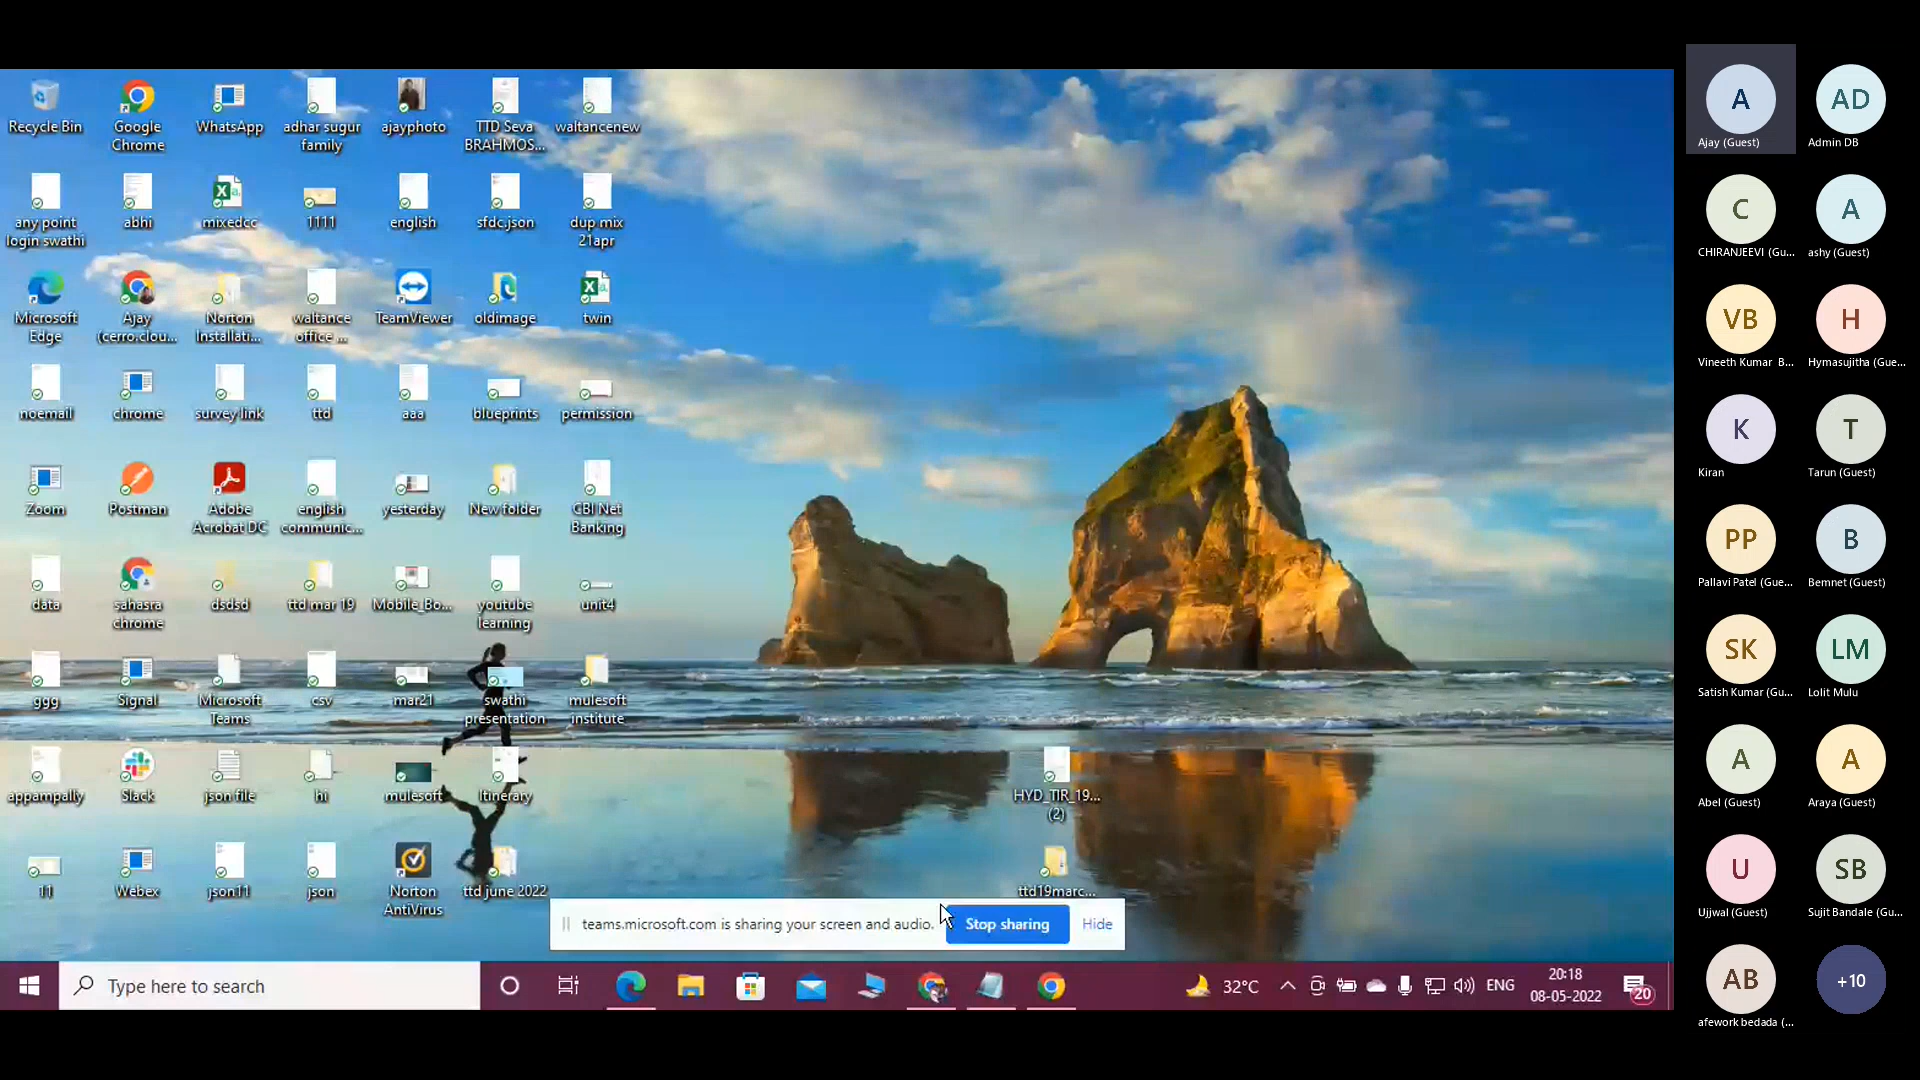 Recycle Bin
Google
Chrome
WhatsApp
adhar sugur
family
ajayphoto
TTD Seva
BRAHMOS...
waltancenew
any point
login swathi
abhi
mixedcc
1111
english
sfdc.json
dup mix
21apr
Microsoft
Edge
Ajay
(cerro.clou...
Norton
Installati...
waltance
office ...
TeamViewer
oldimage
twin
noemail
chrome
survey link
ttd
aaa
blueprints
permission
Zoom
Postman
Adobe
Acrobat DC
english
communic...
yesterday
New folder
CBI Net
Banking
data
sahasra
chrome
dsdsd
ttd mar 19
Mobile_Bo...
youtube
learning
unit4
ggg
Signal
Microsoft
Teams
csv
mar21
swathi
presentation
mulesoft
institute
appampally
Slack
json file
hi
mulesoft
Itinerary
HYD_TIR_19...
(2)
11
Webex
json11
json
Norton
AntiVirus
ttd june 2022
ttd19marc...
teams.microsoft.com is sharing your screen and audio.
Stop sharing
Hide
Type here to search
32°C
ENG
20:18
08-05-2022
20
A
Ajay (Guest)
AD
Admin DB
C
CHIRANJEEVI (Gu...
A
ashy (Guest)
VB
Vineeth Kumar B...
H
Hymasujitha (Gue...
K
Kiran
T
Tarun (Guest)
PP
Pallavi Patel (Gue...
B
Bemnet (Guest)
SK
Satish Kumar (Gu...
LM
Lolit Mulu
A
Abel (Guest)
A
Araya (Guest)
U
Ujjwal (Guest)
SB
Sujit Bandale (Gu...
AB
afework bedada (...
+10